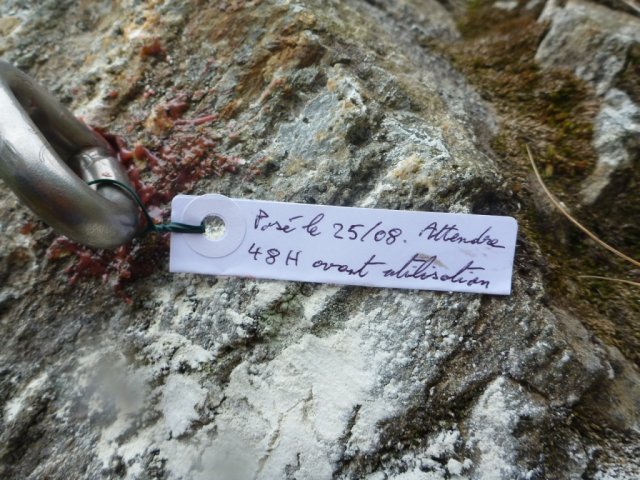 Posé le 25/08. Attendre
48H avant utilisation